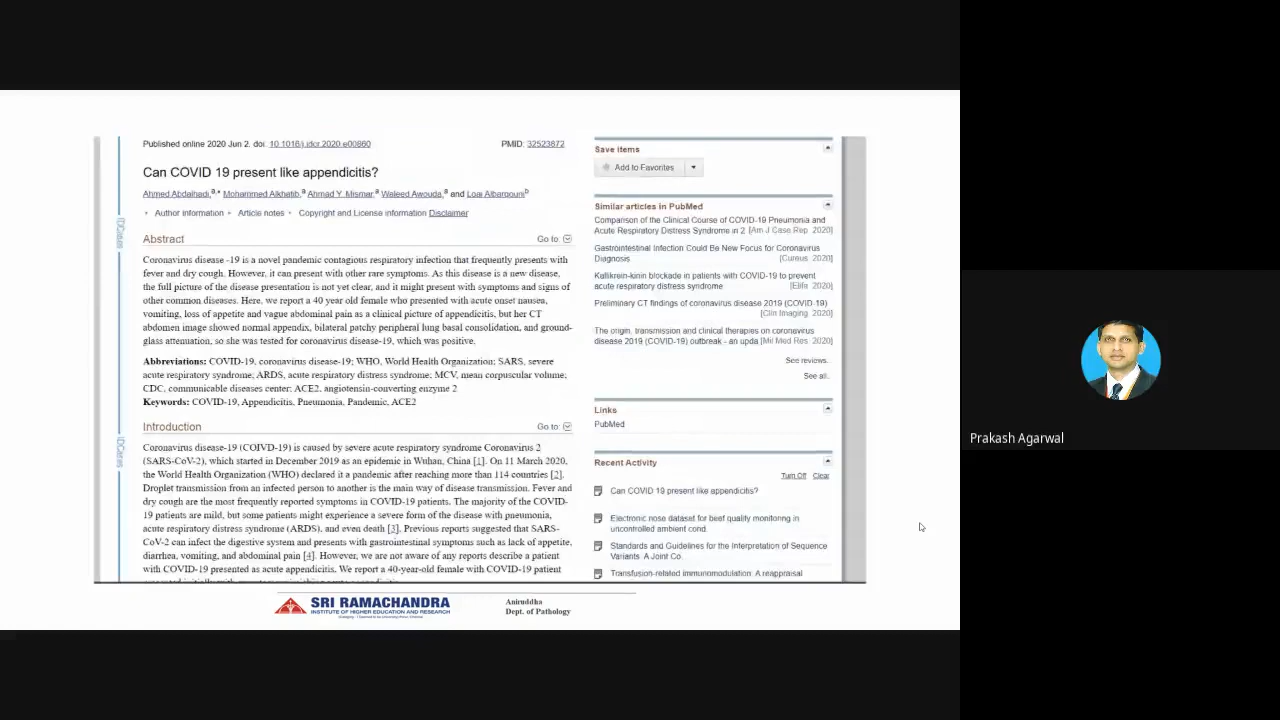 Published online 2020 Jun 2. doi: 10.1016/j.idcr.2020.e00860
PMID: 32523872
Can COVID 19 present like appendicitis?
Ahmed Abdalhadi,a,* Mohammed Alkhatib,a Ahmad Y. Mismar,a Waleed Awouda,a and Loai Albarqounib
Author information Article notes Copyright and License information Disclaimer
Abstract
Go to:
Coronavirus disease -19 is a novel pandemic contagious respiratory infection that frequently presents with
fever and dry cough. However, it can present with other rare symptoms. As this disease is a new disease,
the full picture of the disease presentation is not yet clear, and it might present with symptoms and signs of
other common diseases. Here, we report a 40 year old female who presented with acute onset nausea,
vomiting, loss of appetite and vague abdominal pain as a clinical picture of appendicitis, but her CT
abdomen image showed normal appendix, bilateral patchy peripheral lung basal consolidation, and ground-
glass attenuation, so she was tested for coronavirus disease-19, which was positive.
Abbreviations: COVID-19, coronavirus disease-19; WHO, World Health Organization; SARS, severe
acute respiratory syndrome; ARDS, acute respiratory distress syndrome; MCV, mean corpuscular volume;
CDC, communicable diseases center; ACE2, angiotensin-converting enzyme 2
Keywords: COVID-19, Appendicitis, Pneumonia, Pandemic, ACE2
Introduction
Go to:
Coronavirus disease-19 (COIVD-19) is caused by severe acute respiratory syndrome Coronavirus 2
(SARS-CoV-2), which started in December 2019 as an epidemic in Wuhan, China [1]. On 11 March 2020,
the World Health Organization (WHO) declared it a pandemic after reaching more than 114 countries [2].
Droplet transmission from an infected person to another is the main way of disease transmission. Fever and
dry cough are the most frequently reported symptoms in COVID-19 patients. The majority of the COVID-
19 patients are mild, but some patients might experience a severe form of the disease with pneumonia,
acute respiratory distress syndrome (ARDS), and even death [3]. Previous reports suggested that SARS-
CoV-2 can infect the digestive system and presents with gastrointestinal symptoms such as lack of appetite,
diarrhea, vomiting, and abdominal pain [4]. However, we are not aware of any reports describe a patient
with COVID-19 presented as acute appendicitis. We report a 40-year-old female with COVID-19 patient
IDCases
IDCases
Save items
Add to Favorites
Similar articles in PubMed
Comparison of the Clinical Course of COVID-19 Pneumonia and
Acute Respiratory Distress Syndrome in 2 [Am J Case Rep. 2020]
Gastrointestinal Infection Could Be New Focus for Coronavirus
Diagnosis [Cureus. 2020]
Kallikrein-kinin blockade in patients with COVID-19 to prevent
acute respiratory distress syndrome [Elife. 2020]
Preliminary CT findings of coronavirus disease 2019 (COVID-19)
[Clin Imaging. 2020]
The origin, transmission and clinical therapies on coronavirus
disease 2019 (COVID-19) outbreak - an upda [Mil Med Res. 2020]
See reviews..
See all..
Links
PubMed
Recent Activity
Turn Off Clear
Can COVID 19 present like appendicitis?
Electronic nose dataset for beef quality monitoring in
uncontrolled ambient cond.
Standards and Guidelines for the Interpretation of Sequence
Variants: A Joint Co.
Transfusion-related immunomodulation: A reappraisal
SRI RAMACHANDRA
INSTITUTE OF HIGHER EDUCATION AND RESEARCH
Aniruddha
Dept. of Pathology
Prakash Agarwal